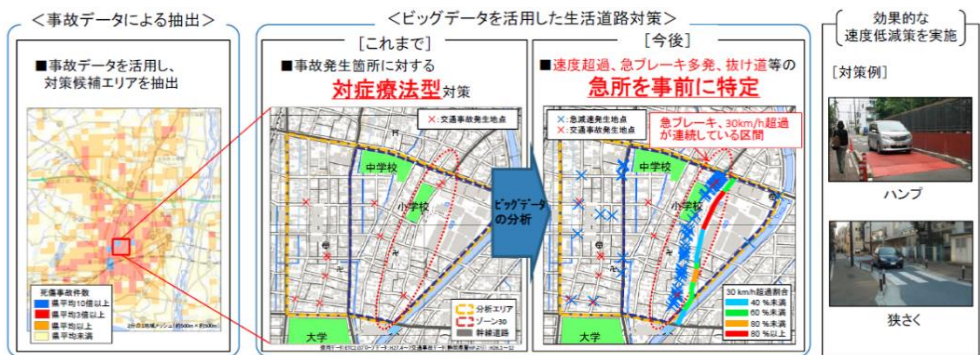 ＜事故データによる抽出＞
■事故データを活用し、
対策候補エリアを抽出
死傷事故件数
県平均10倍以上
県平均3倍以上
県平均以上
県平均未満
＜ビッグデータを活用した生活道路対策＞
[これまで]
■事故発生箇所に対する
対症療法型対策
×:交通事故発生地点
中学校
小学校
大学
分析エリア
ゾーン30
幹線道路
ビッグデータ
の分析
[今後]
■速度超過、急ブレーキ多発、抜け道等の
急所を事前に特定
×:急減速発生地点
×:交通事故発生地点
急ブレーキ、30km/h超過
が連続している区間
中学校
小学校
大学
30 km/h超過割合
40 %未満
60 %未満
80 %未満
80 %以上
効果的な
速度低減策を実施
[対策例]
ハンプ
狭さく